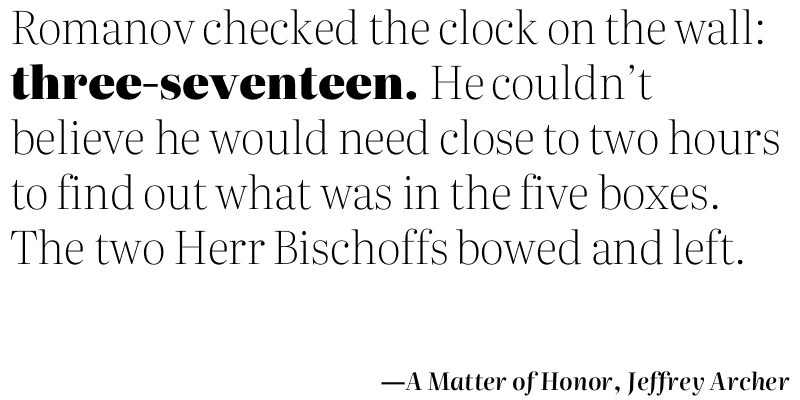 Romanov checked the clock on the wall:
three-seventeen. He couldn’t
believe he would need close to two hours
to find out what was in the five boxes.
The two Herr Bischoffs bowed and left.
—A Matter of Honor, Jeffrey Archer